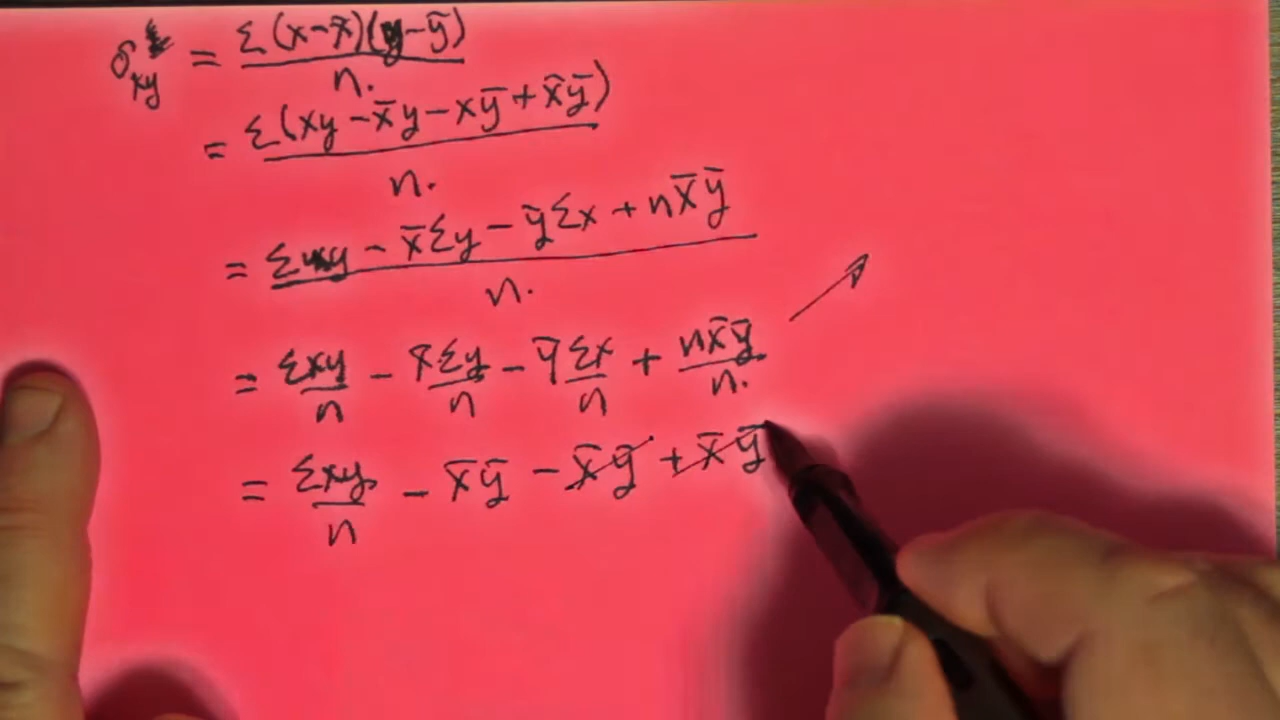 σxy = Σ(x-x̄)(y-ȳ)/n.
= Σ(xy-x̄y-xȳ+x̄ȳ)/n.
= Σxy - x̄Σy - ȳΣx + nx̄ȳ/n.
= Σxy/n - x̄Σy/n - ȳΣx/n + nx̄ȳ/n.
= Σxy/n - x̄ȳ - x̄ȳ + x̄ȳ